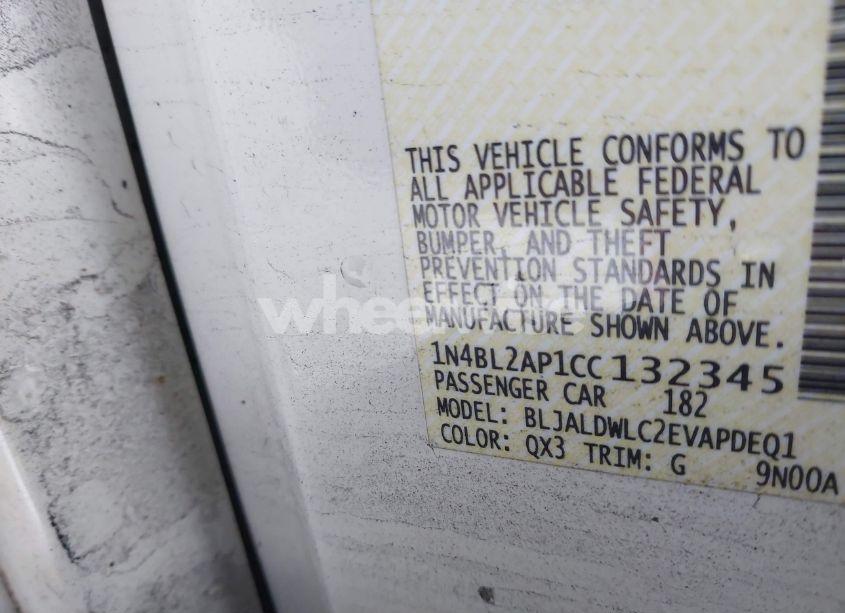 THIS VEHICLE CONFORMS TO
ALL APPLICABLE FEDERAL
MOTOR VEHICLE SAFETY,
BUMPER, AND THEFT
PREVENTION STANDARDS IN
EFFECT ON THE DATE OF
MANUFACTURE SHOWN ABOVE.
1N4BL2AP1CC132345
PASSENGER CAR 182
MODEL: BLJALDWLC2EVAPDEQ1
COLOR: QX3 TRIM: G 9N00A